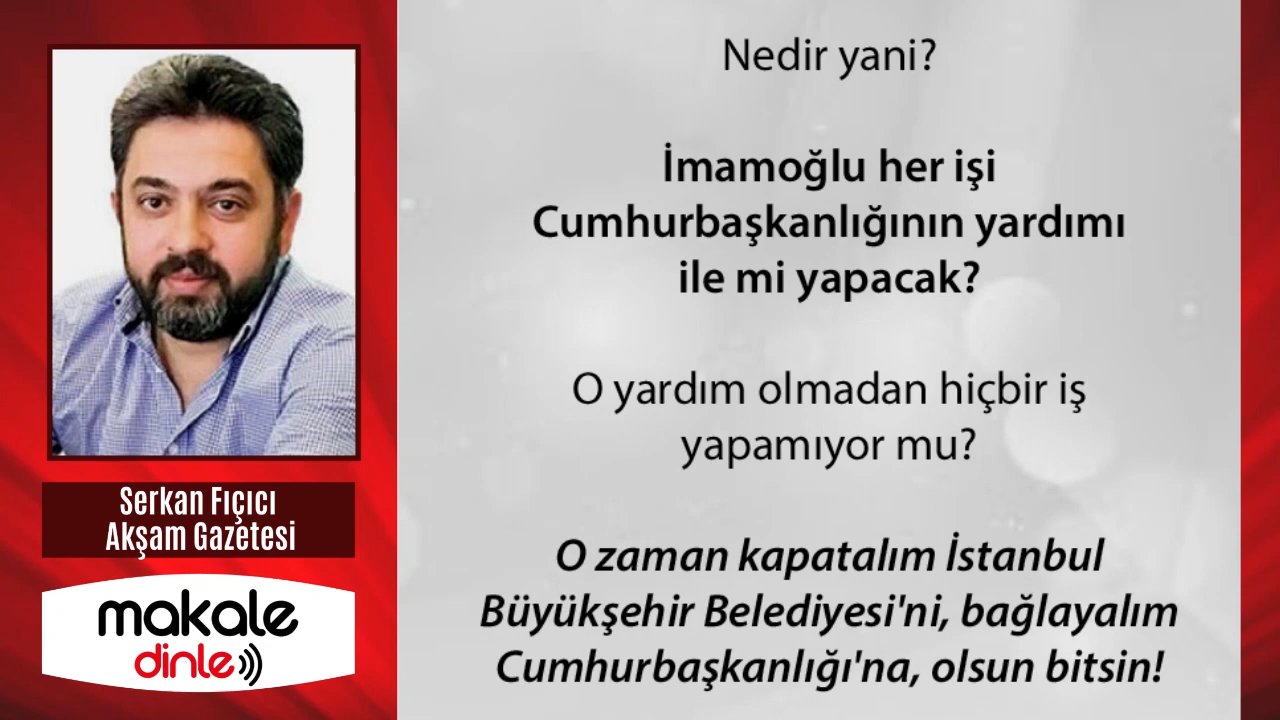 Serkan Fıçıcı
Akşam Gazetesi
makale
dinle
Nedir yani?
İmamoğlu her işi
Cumhurbaşkanlığının yardımı
ile mi yapacak?
O yardım olmadan hiçbir iş
yapamıyor mu?
O zaman kapatalım İstanbul
Büyükşehir Belediyesi'ni, bağlayalım
Cumhurbaşkanlığı'na, olsun bitsin!